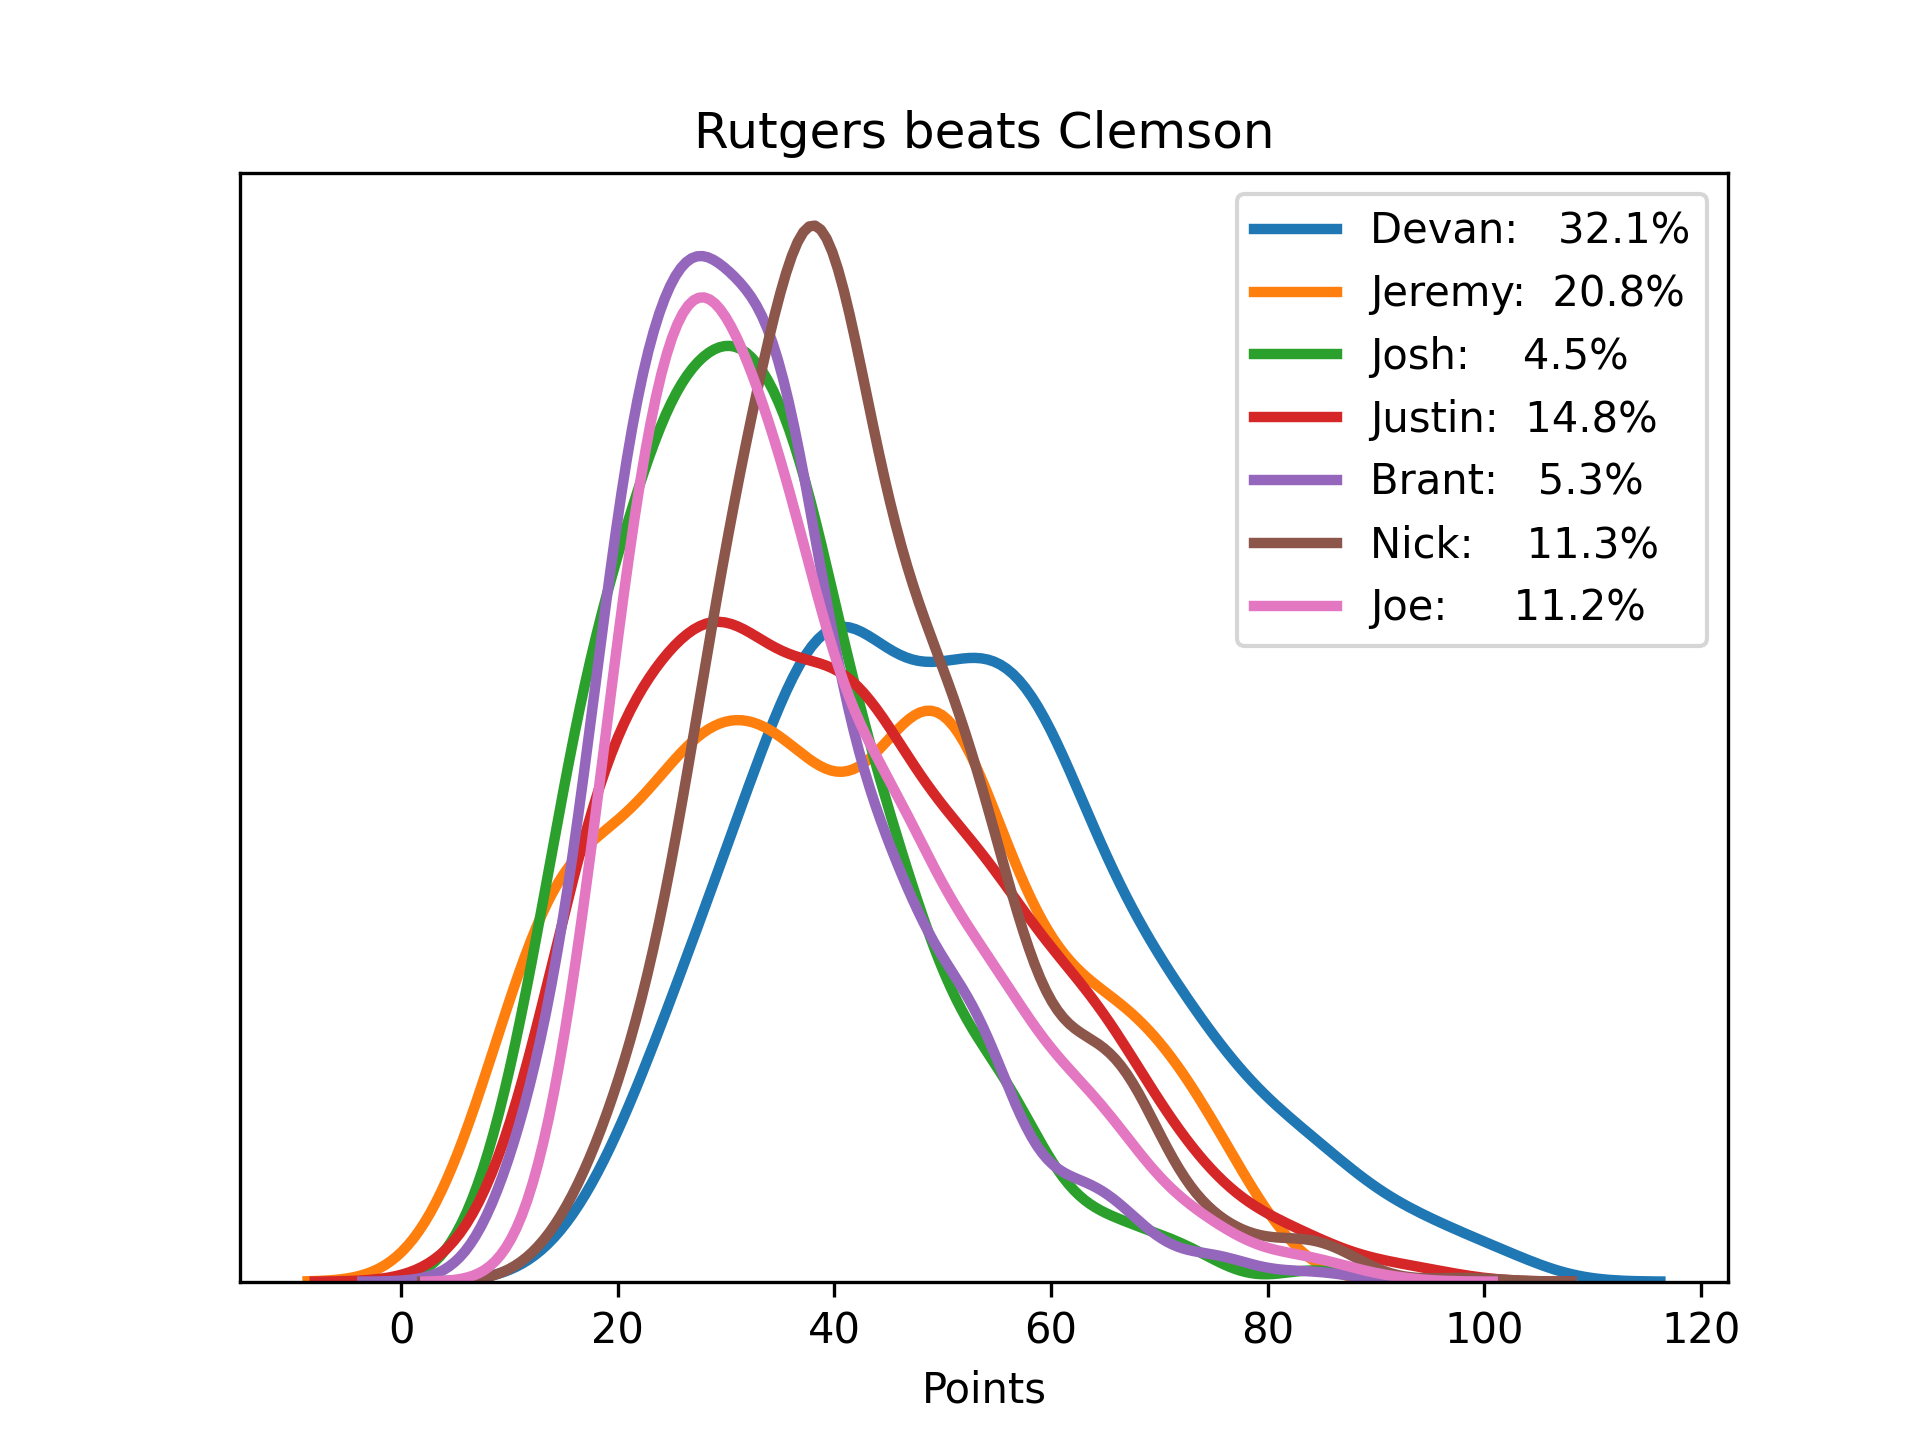 Rutgers beats Clemson
Devan: 32.1%
Jeremy: 20.8%
Josh: 4.5%
Justin: 14.8%
Brant: 5.3%
Nick: 11.3%
Joe: 11.2%
0 20 40 60 80 100 120
Points